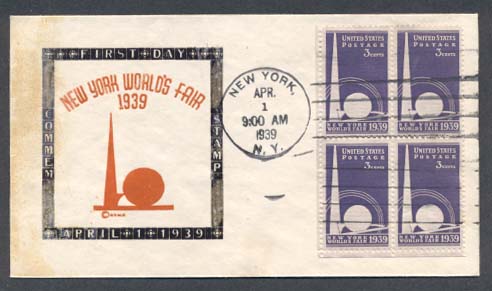 FIRST DAY
COMMEM
STAMP
APRIL 1 1939
NEW YORK WORLD'S FAIR
1939
NEW YORK,
APR.
1
9:00 AM
1939
N. Y.
UNITED STATES
POSTAGE
3 CENTS
NEW YORK
WORLD'S FAIR 1939
UNITED STATES
POSTAGE
3 CENTS
NEW YORK
WORLD'S FAIR 1939
UNITED STATES
POSTAGE
3 CENTS
NEW YORK
WORLD'S FAIR 1939
UNITED STATES
POSTAGE
3 CENTS
NEW YORK
WORLD'S FAIR 1939